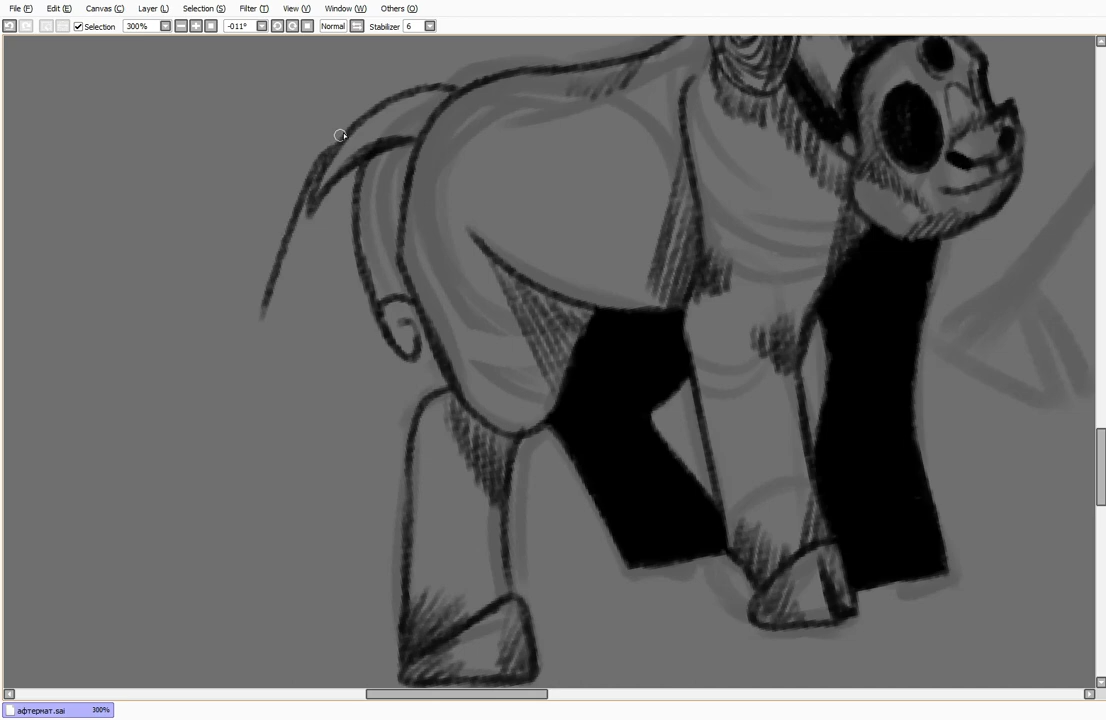 File (F) Edit (E) Canvas (C) Layer (L) Selection (S) Filter (T) View (V) Window (W) Others (O)
Selection 300% -011° Normal Stabilizer 6
афтермат.sai 300%